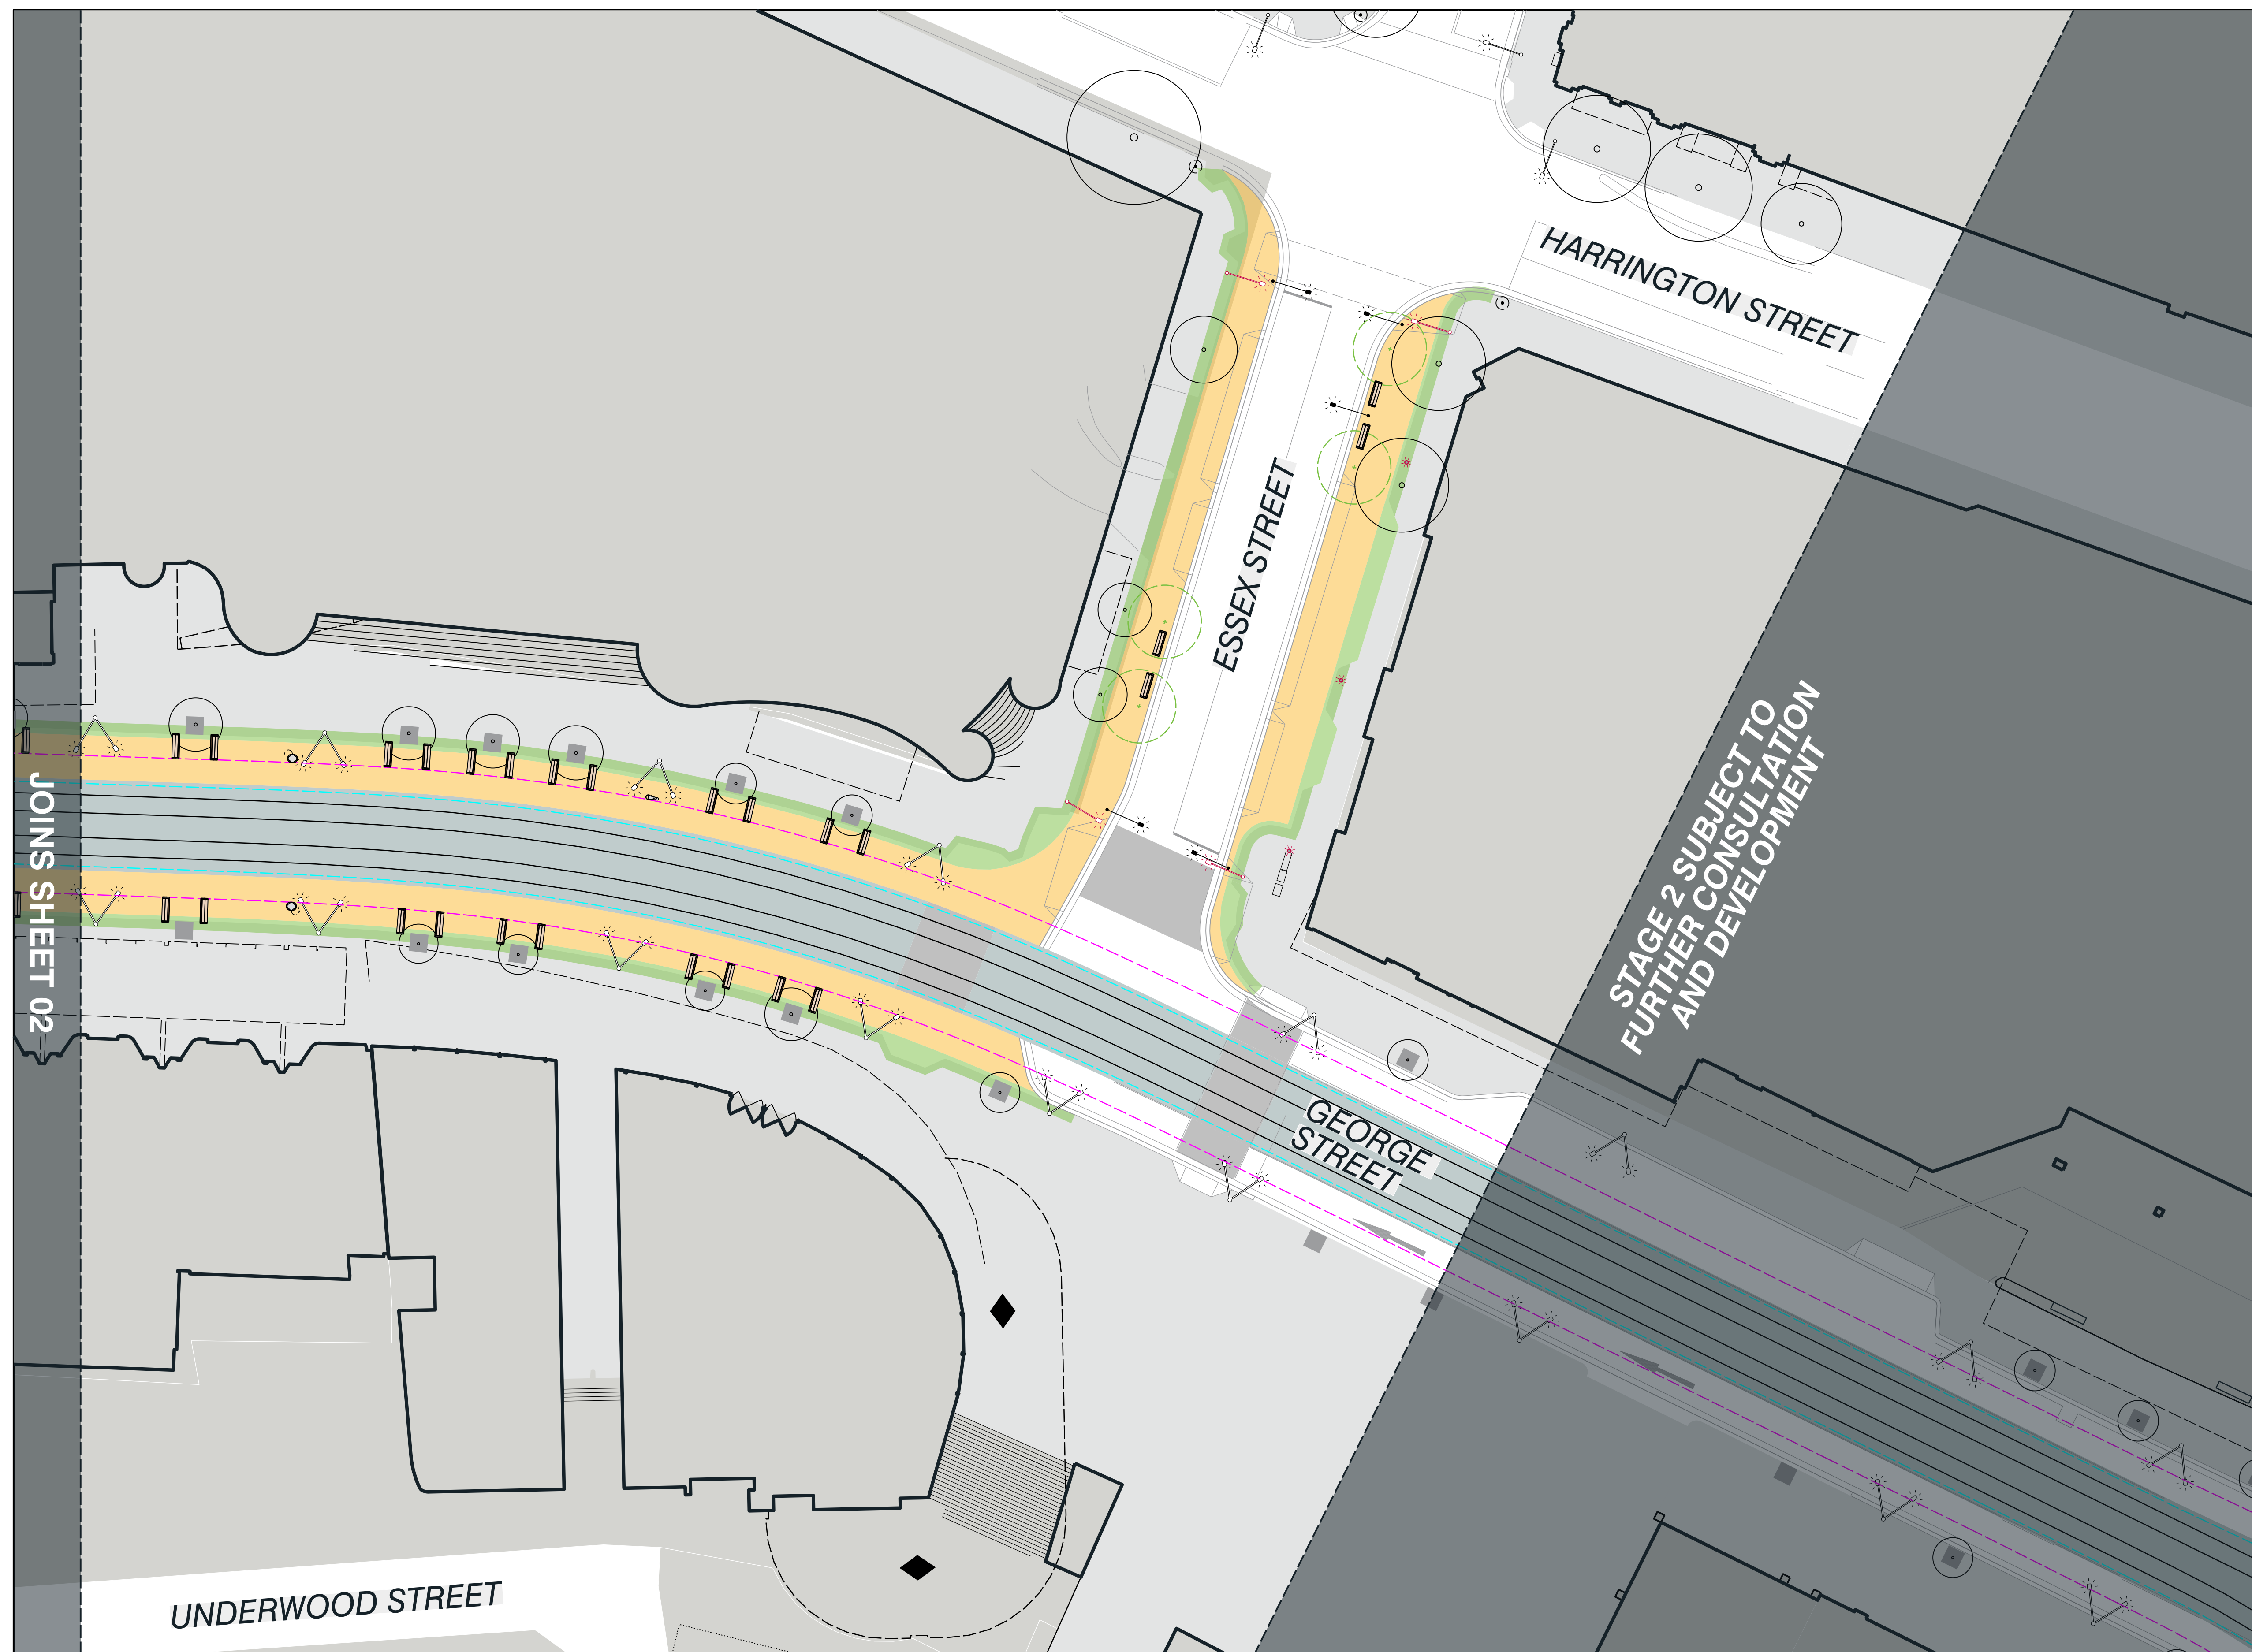 HARRINGTON STREET
ESSEX STREET
JOINS SHEET 02
STAGE 2 SUBJECT TO
FURTHER CONSULTATION
AND DEVELOPMENT
GEORGE
STREET
UNDERWOOD STREET